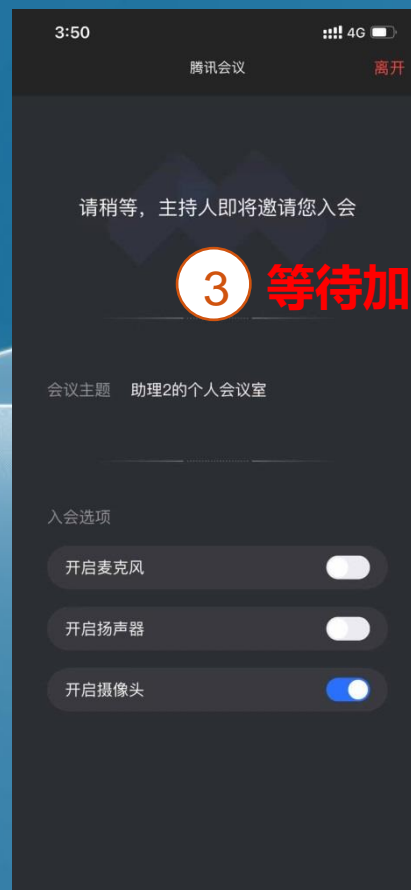 3:50
4G
腾讯会议
离开
请稍等，主持人即将邀请您入会
3 等待加
会议主题 助理2的个人会议室
入会选项
开启麦克风
开启扬声器
开启摄像头